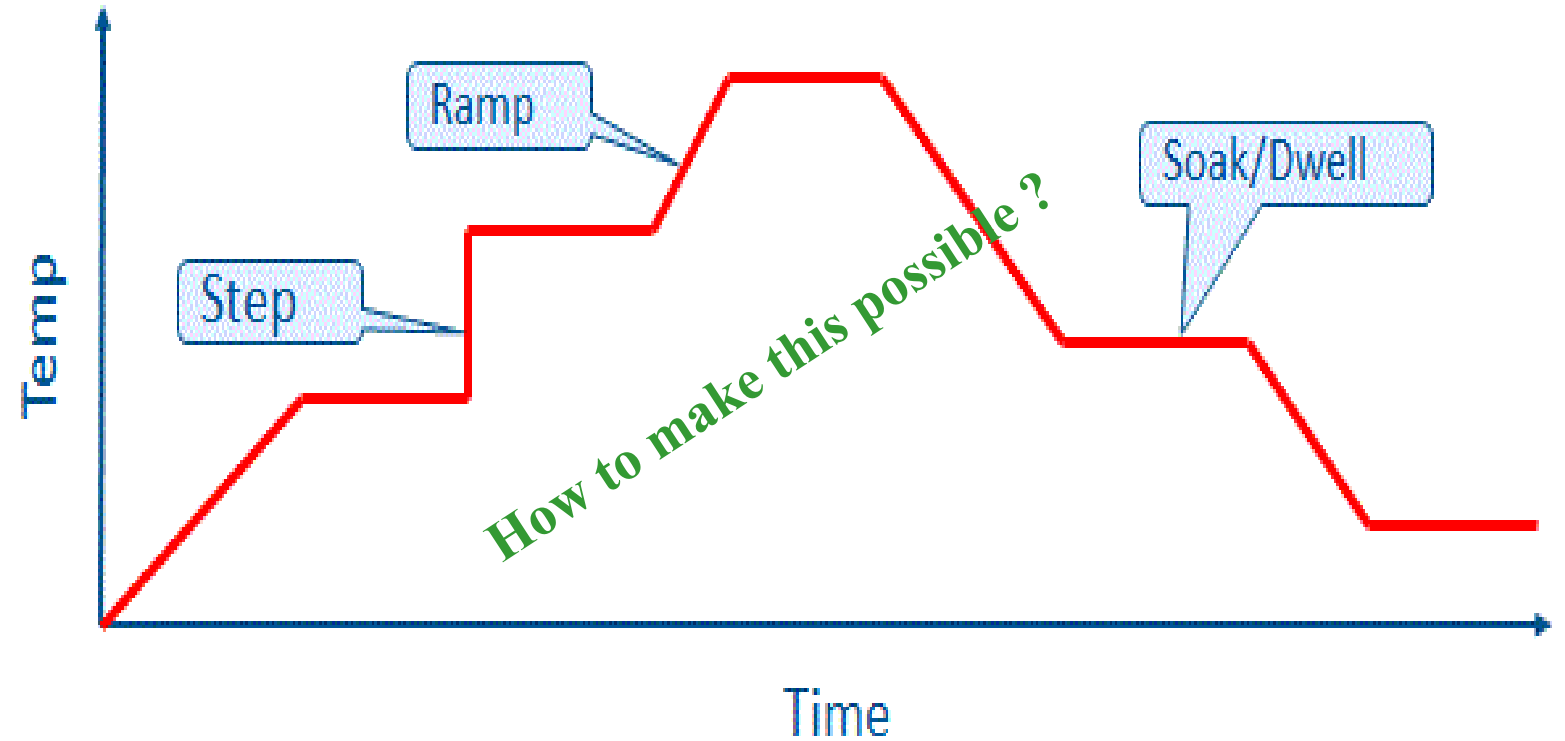 Ramp
Soak/Dwell
Step
Temp
How to make this possible ?
Time